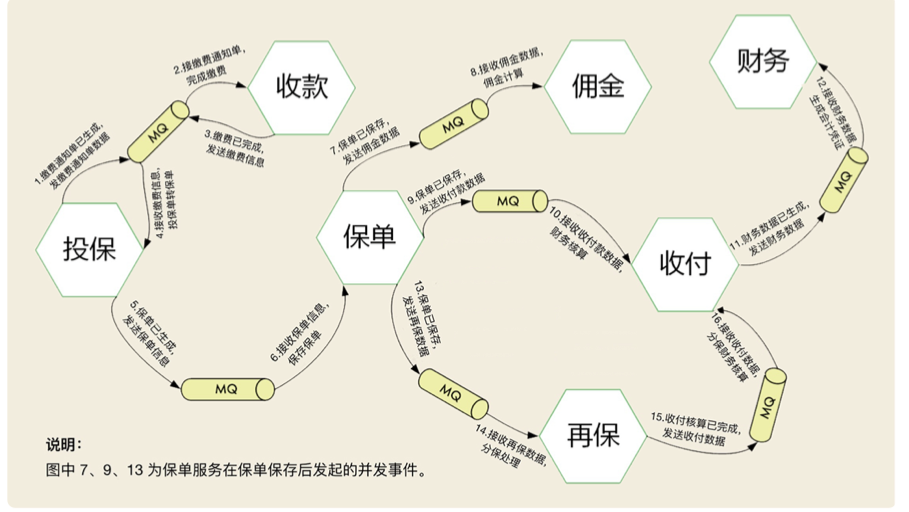 2.接缴费通知单，
完成缴费
收款
MQ
3.缴费已完成，
发送缴费信息
1.缴费通知单已生成，
发缴费通知单数据
4.接收缴费信息，
投保单转保单
投保
5.保单已生成，
发送保单信息
MQ
6.接收保单信息，
保存保单
保单
7.保单已保存，
发送佣金数据
MQ
8.接收佣金数据，
佣金计算
佣金
9.保单已保存，
发送收付款数据
MQ
10.接收收付款数据，
财务核算
收付
11.财务数据已生成，
发送财务数据
MQ
12.接收财务数据，
生成会计凭证
财务
13.保单已保存，
发送再保数据
MQ
14.接收再保数据，
分保处理
再保
15.收付核算已完成，
发送收付数据
MQ
16.接收收付数据，
分保财务核算
说明：
图中 7、9、13 为保单服务在保单保存后发起的并发事件。